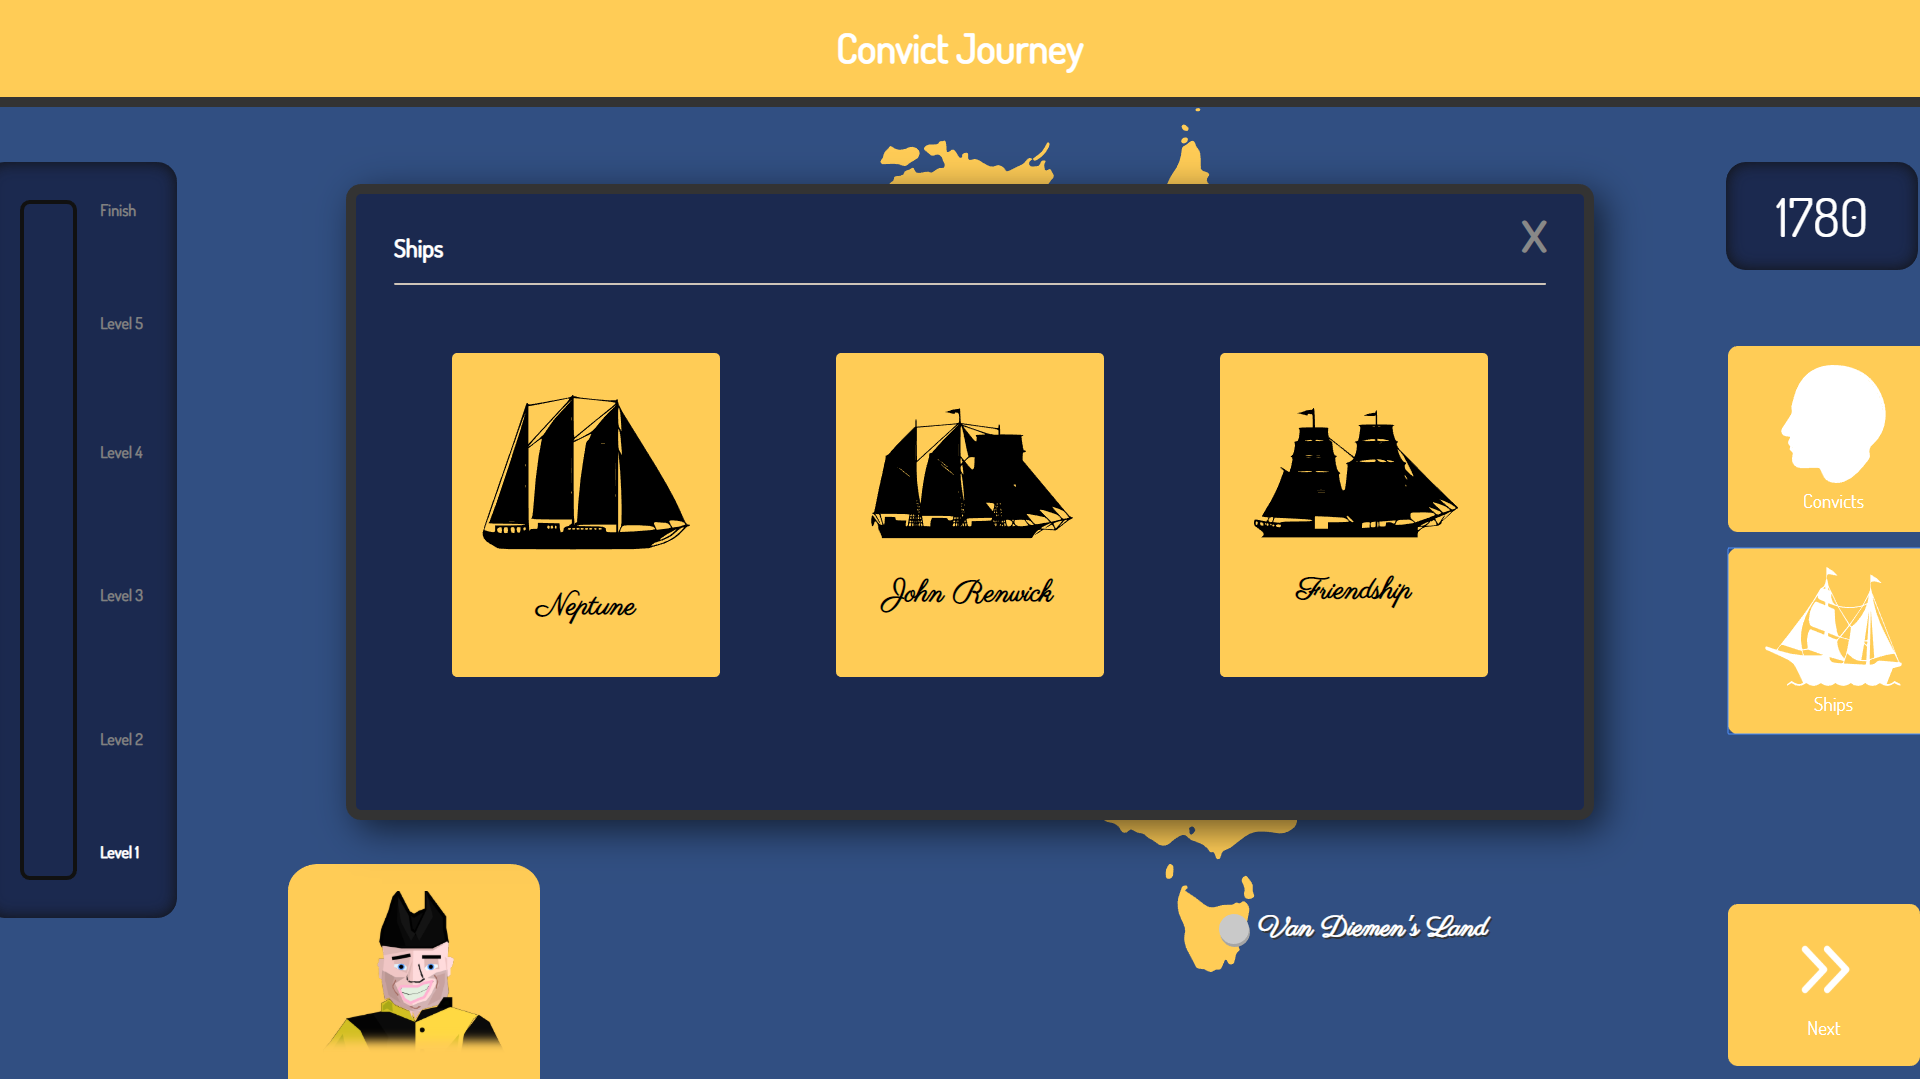 Convict Journey
Finish
Level 5
Level 4
Level 3
Level 2
Level 1
Ships
X
Neptune
John Renwick
Friendship
1780
Convicts
Ships
Van Diemen's Land
Next